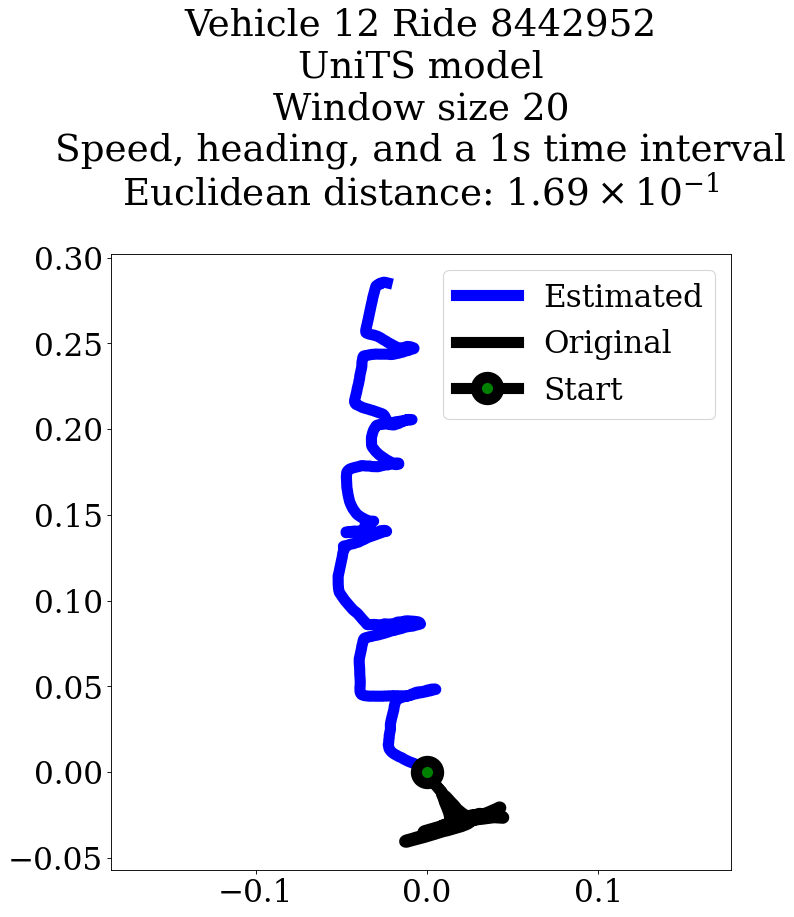 Vehicle 12 Ride 8442952
UniTS model
Window size 20
Speed, heading, and a 1s time interval
Euclidean distance: 1.69 × 10⁻¹
0.30
0.25
0.20
0.15
0.10
0.05
0.00
−0.05
Estimated
Original
Start
−0.1
0.0
0.1